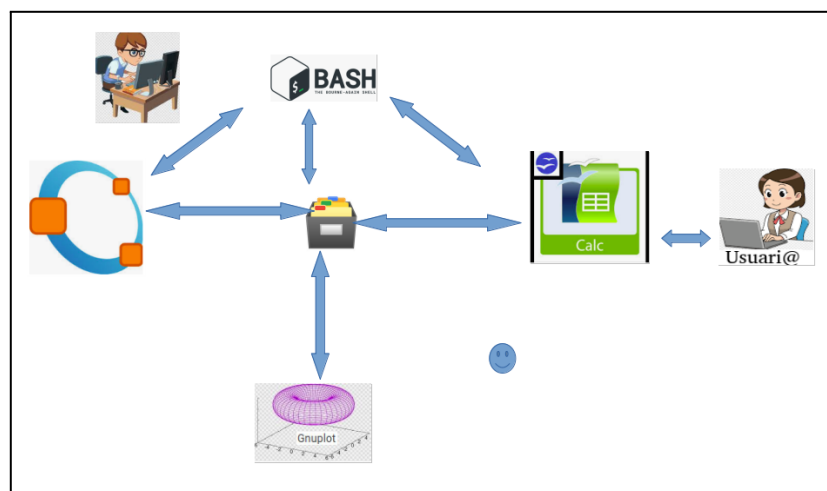 $_
BASH
THE BOURNE-AGAIN SHELL
Calc
Usuari@
Gnuplot